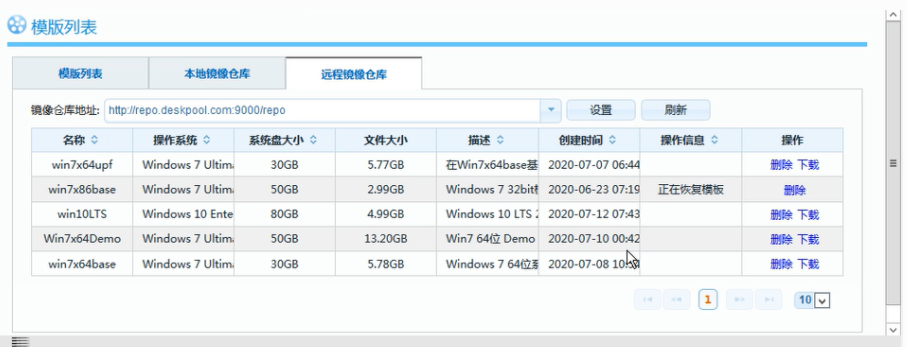 模版列表
模版列表 本地镜像仓库 远程镜像仓库
镜像仓库地址: http://repo.deskpool.com:9000/repo 设置 刷新
名称 操作系统 系统盘大小 文件大小 描述 创建时间 操作信息 操作
win7x64upf Windows 7 Ultima 30GB 5.77GB 在Win7x64base基 2020-07-07 06:44 删除 下载
win7x86base Windows 7 Ultima 50GB 2.99GB Windows 7 32bit 2020-06-23 07:19 正在恢复模板 删除
win10LTS Windows 10 Ente 80GB 4.99GB Windows 10 LTS 2020-07-12 07:43 删除 下载
Win7x64Demo Windows 7 Ultima 50GB 13.20GB Win7 64位 Demo 2020-07-10 00:42 删除 下载
win7x64base Windows 7 Ultima 30GB 5.78GB Windows 7 64位 2020-07-08 删除 下载
1 10